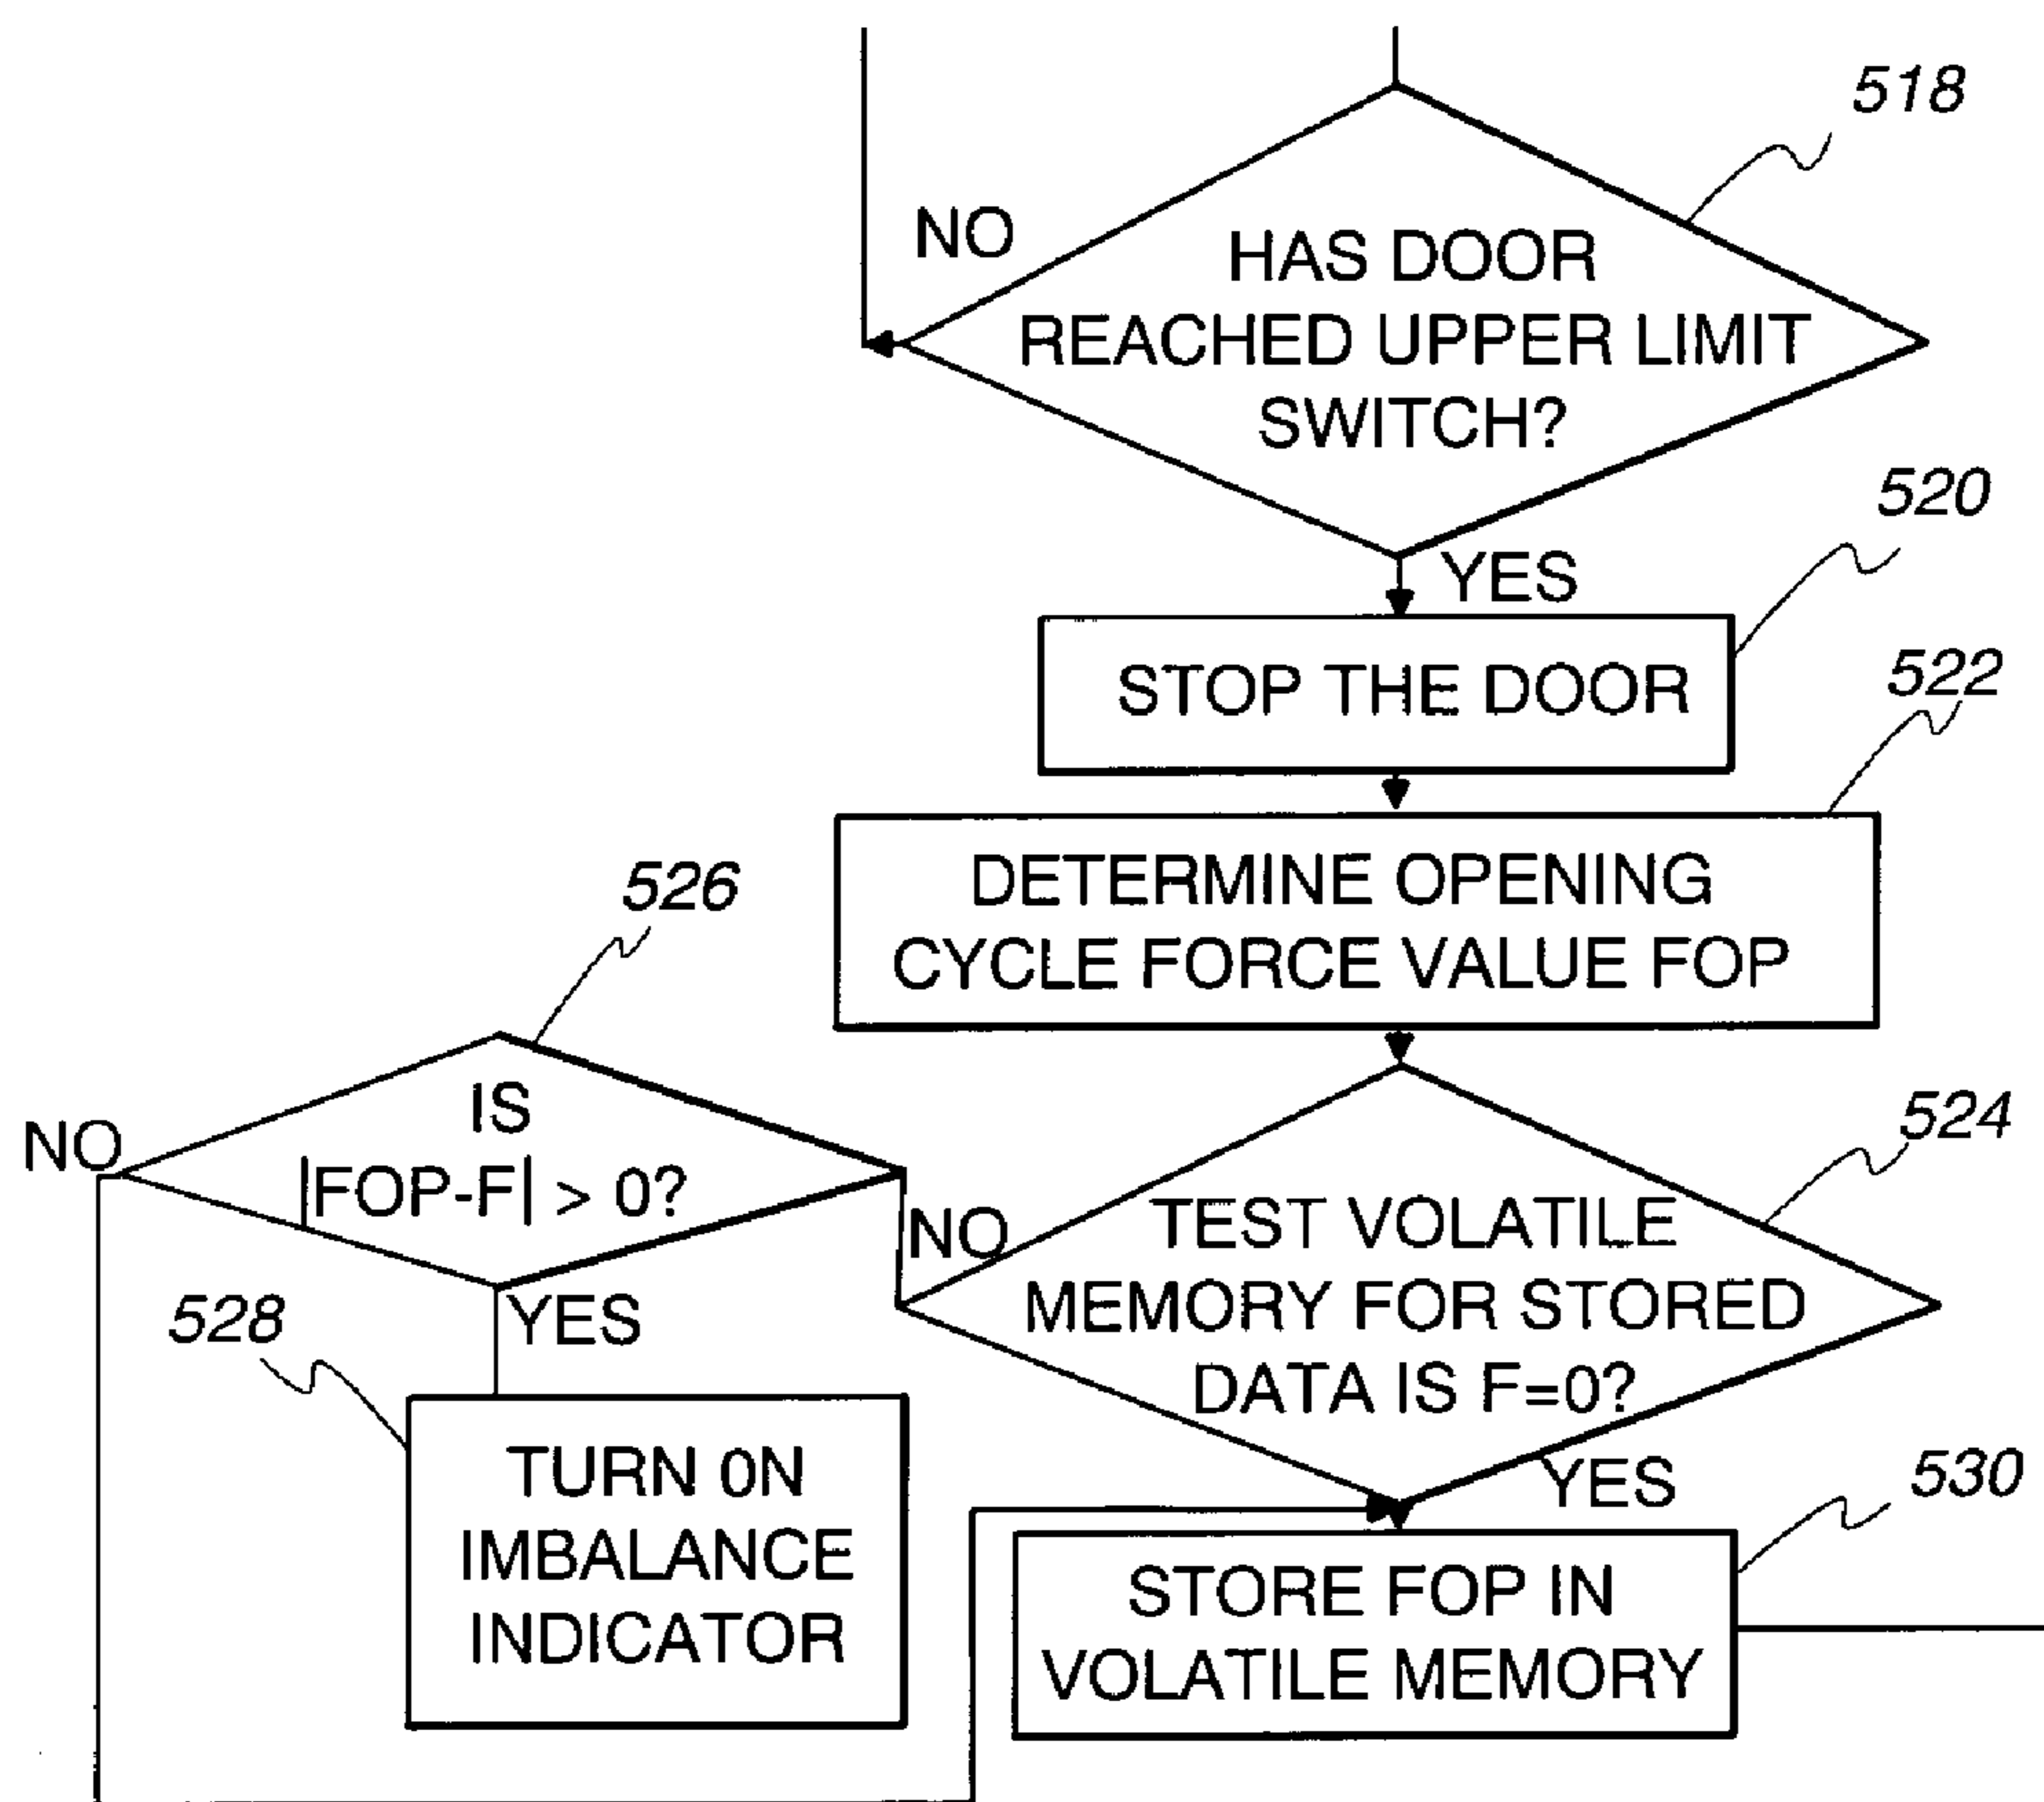 518
NO
HAS DOOR
REACHED UPPER LIMIT
SWITCH?
YES
520
STOP THE DOOR
522
DETERMINE OPENING
CYCLE FORCE VALUE FOP
526
IS
|FOP-F| > 0?
NO
NO
524
TEST VOLATILE
MEMORY FOR STORED
DATA IS F=0?
YES
528
YES
TURN 0N
IMBALANCE
INDICATOR
530
STORE FOP IN
VOLATILE MEMORY